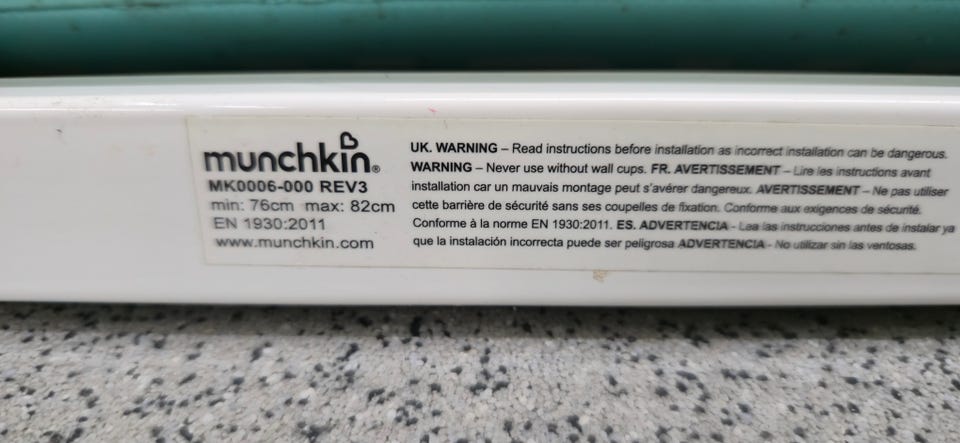 munchkin®
MK0006-000 REV3
min: 76cm max: 82cm
EN 1930:2011
www.munchkin.com
UK. WARNING – Read instructions before installation as incorrect installation can be dangerous.
WARNING – Never use without wall cups. FR. AVERTISSEMENT – Lire les instructions avant
installation car un mauvais montage peut s'avérer dangereux. AVERTISSEMENT – Ne pas utiliser
cette barrière de sécurité sans ses coupelles de fixation. Conforme aux exigences de sécurité.
Conforme à la norme EN 1930:2011. ES. ADVERTENCIA - Lea las instrucciones antes de instalar ya
que la instalación incorrecta puede ser peligrosa ADVERTENCIA - No utilizar sin las ventosas.